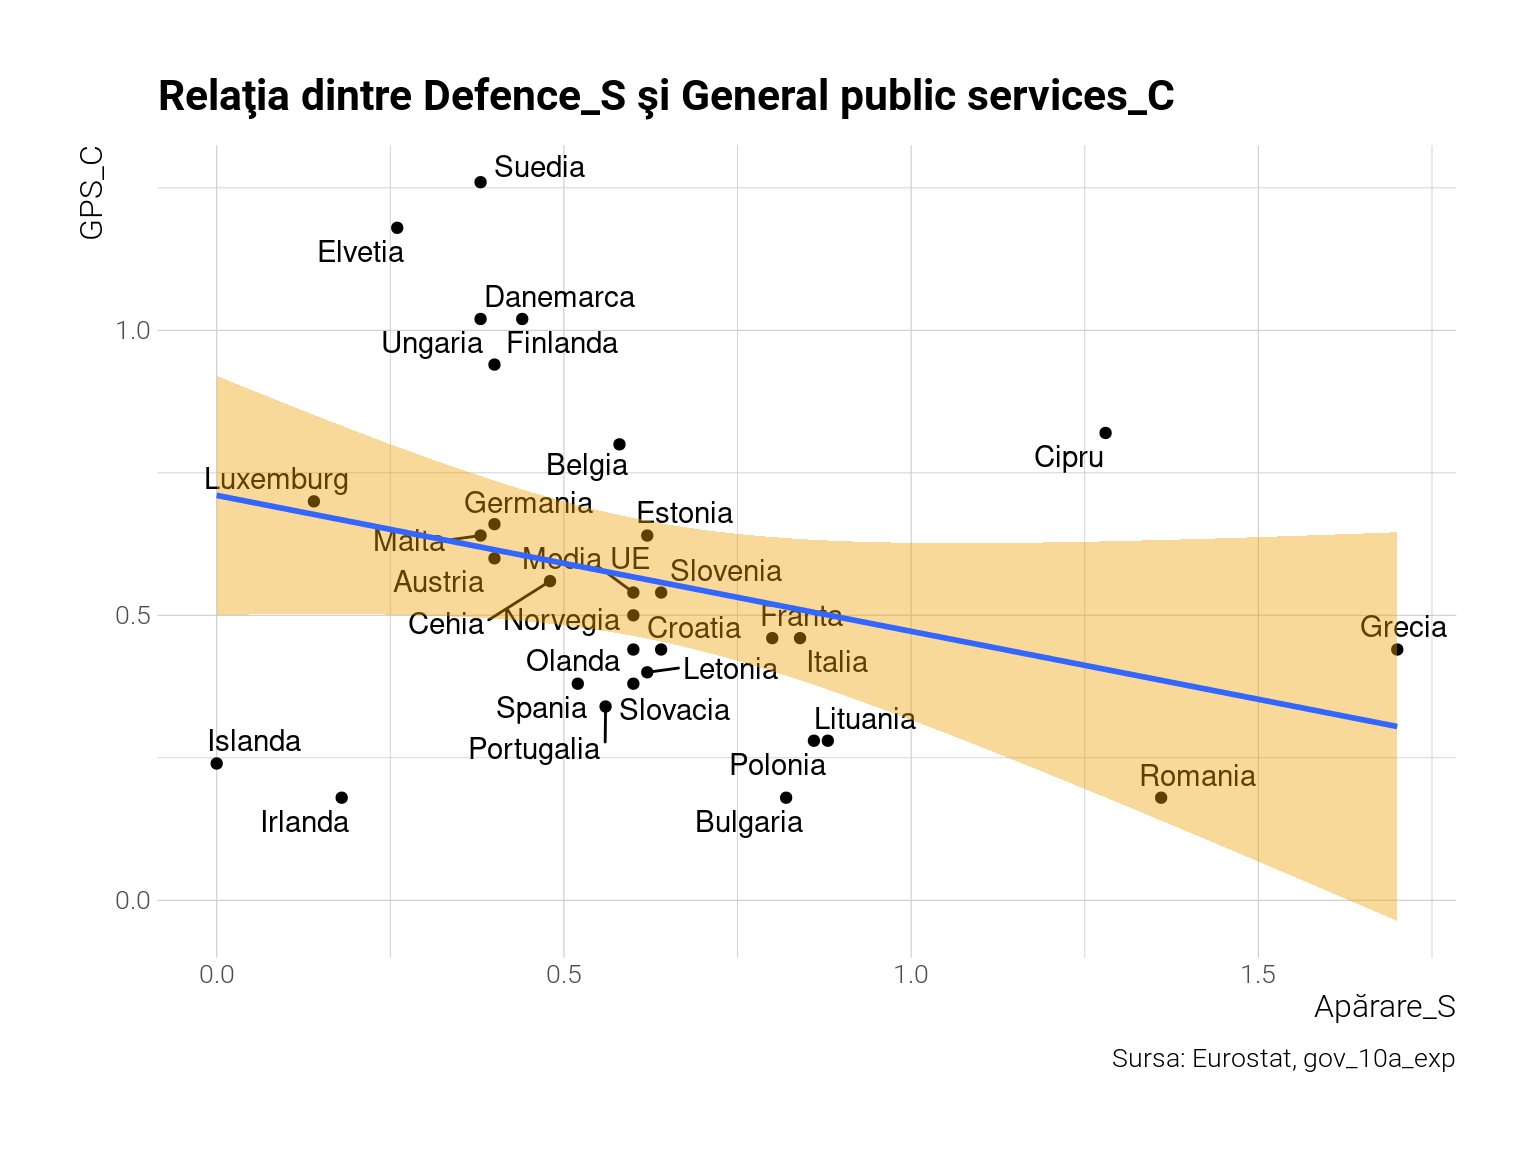 Relaţia dintre Defence_S şi General public services_C
GPS_C
Suedia
Elvetia
Danemarca
Ungaria
Finlanda
1.0
Belgia
Cipru
Luxemburg
Germania
Estonia
Malta
Media UE
Slovenia
Austria
Cehia
Norvegia
Croatia
Franta
Grecia
0.5
Olanda
Letonia
Italia
Spania
Slovacia
Lituania
Islanda
Portugalia
Polonia
Romania
Irlanda
Bulgaria
0.0
0.0
0.5
1.0
1.5
Apărare_S
Sursa: Eurostat, gov_10a_exp